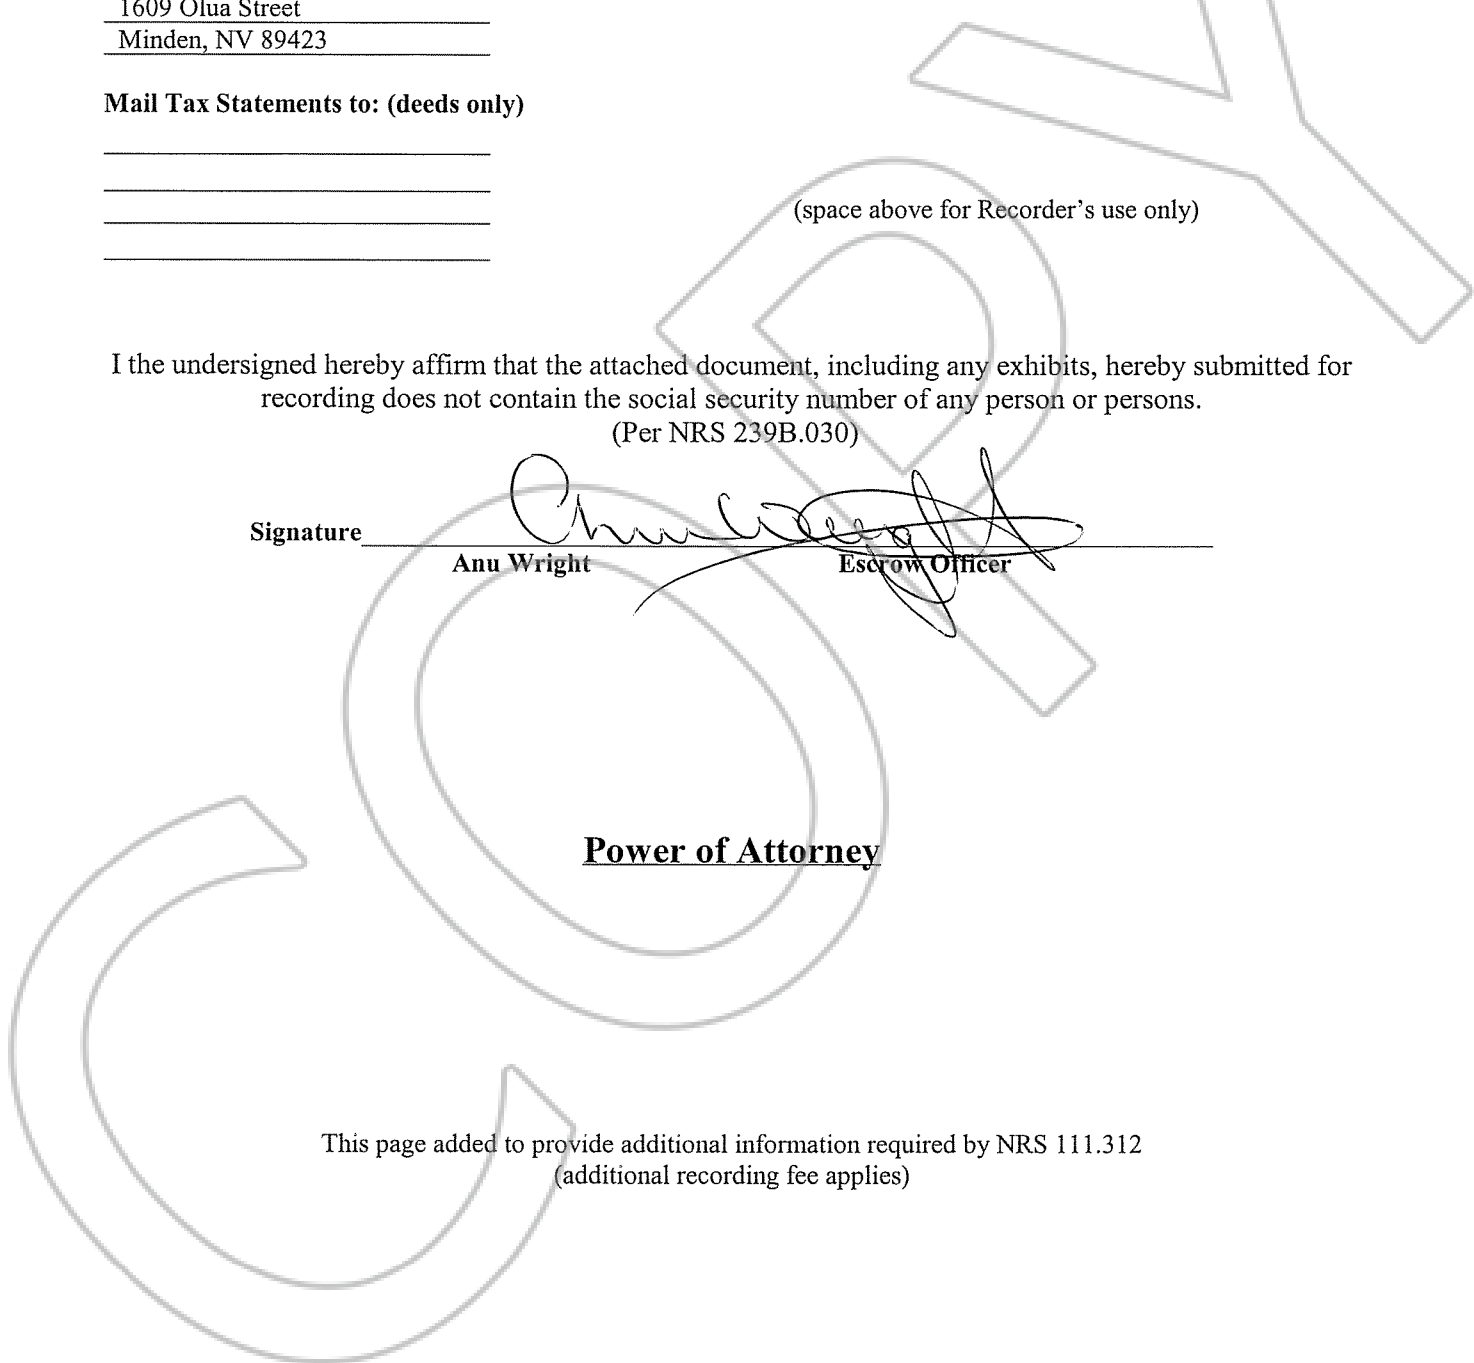 1609 Olua Street
Minden, NV 89423
Mail Tax Statements to: (deeds only)
(space above for Recorder's use only)
I the undersigned hereby affirm that the attached document, including any exhibits, hereby submitted for
recording does not contain the social security number of any person or persons.
(Per NRS 239B.030)
Signature
Anu Wright Escrow Officer
Power of Attorney
This page added to provide additional information required by NRS 111.312
(additional recording fee applies)
COPY